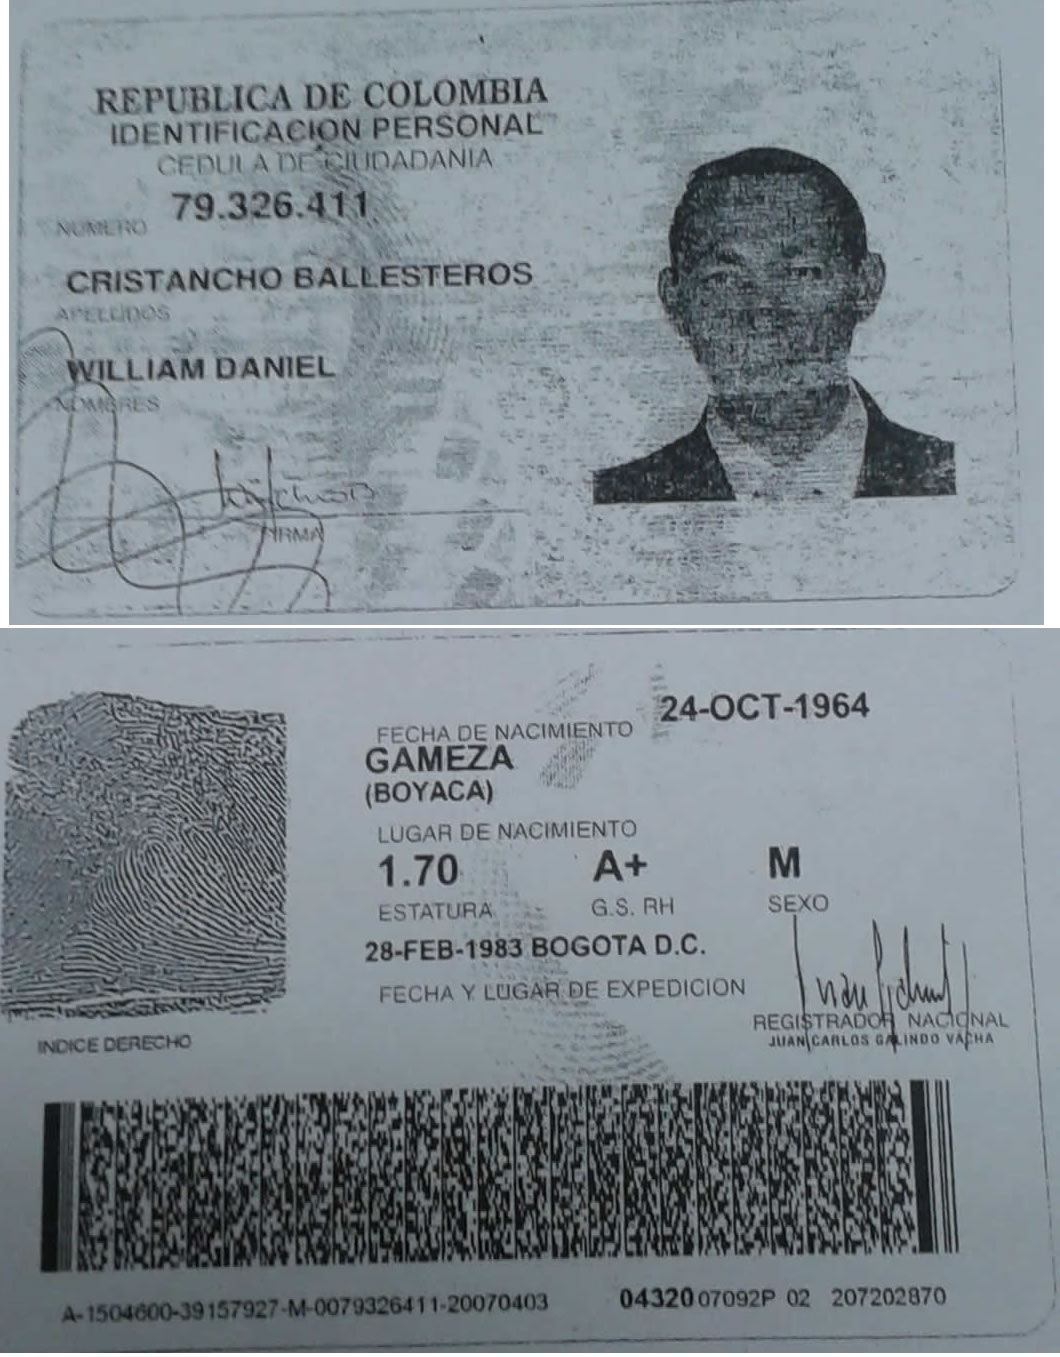 REPUBLICA DE COLOMBIA
IDENTIFICACION PERSONAL
CEDULA DE CIUDADANIA
79.326.411
NUMERO
CRISTANCHO BALLESTEROS
APELLIDOS
WILLIAM DANIEL
NOMBRES
FIRMA
24-OCT-1964
FECHA DE NACIMIENTO
GAMEZA
(BOYACA)
LUGAR DE NACIMIENTO
1.70 A+ M
ESTATURA G.S. RH SEXO
28-FEB-1983 BOGOTA D.C.
FECHA Y LUGAR DE EXPEDICION
REGISTRADOR NACIONAL
JUAN CARLOS GALINDO VACHA
INDICE DERECHO
A-1504600-39157927-M-0079326411-20070403 04320 07092P 02 207202870